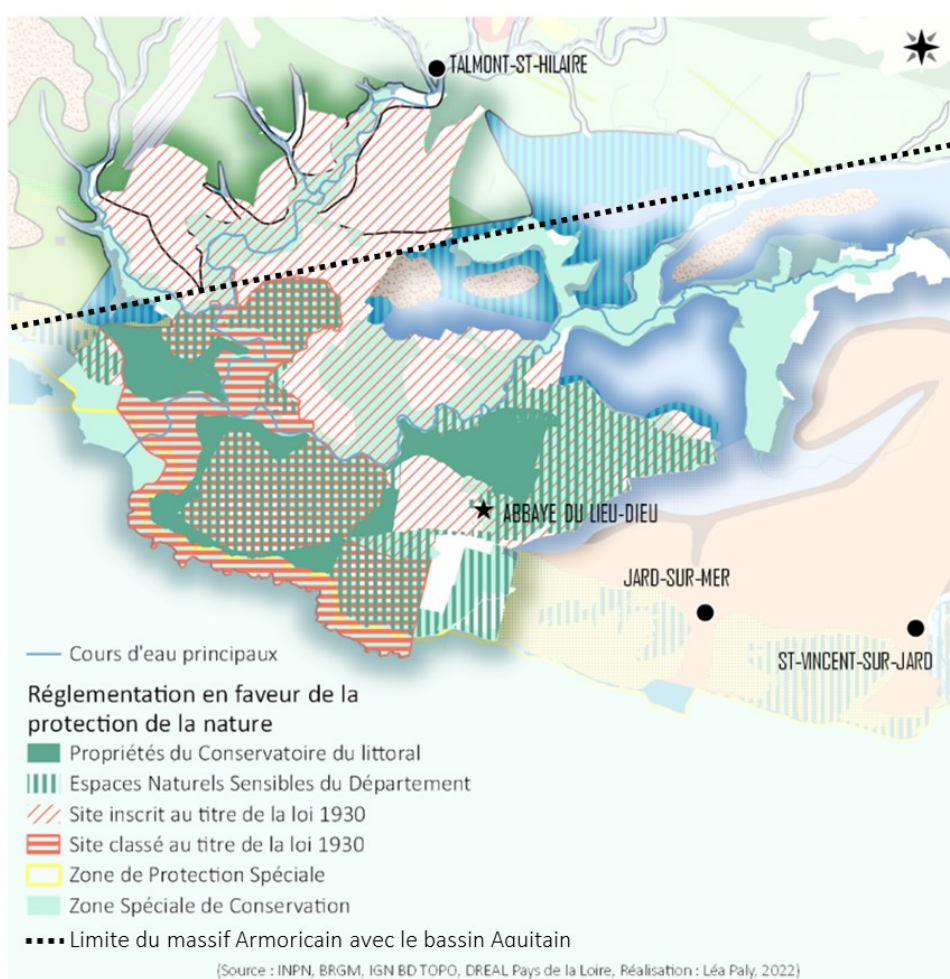 TALMONT-ST-HILAIRE
ABBAYE DU LIEU-DIEU
JARD-SUR-MER
ST-VINCENT-SUR-JARD
Cours d'eau principaux
Réglementation en faveur de la
protection de la nature
Propriétés du Conservatoire du littoral
Espaces Naturels Sensibles du Département
Site inscrit au titre de la loi 1930
Site classé au titre de la loi 1930
Zone de Protection Spéciale
Zone Spéciale de Conservation
Limite du massif Armoricain avec le bassin Aquitain
(Source : INPN, BRGM, IGN BD TOPO, DREAL Pays de la Loire, Réalisation : Léa Paly, 2022)